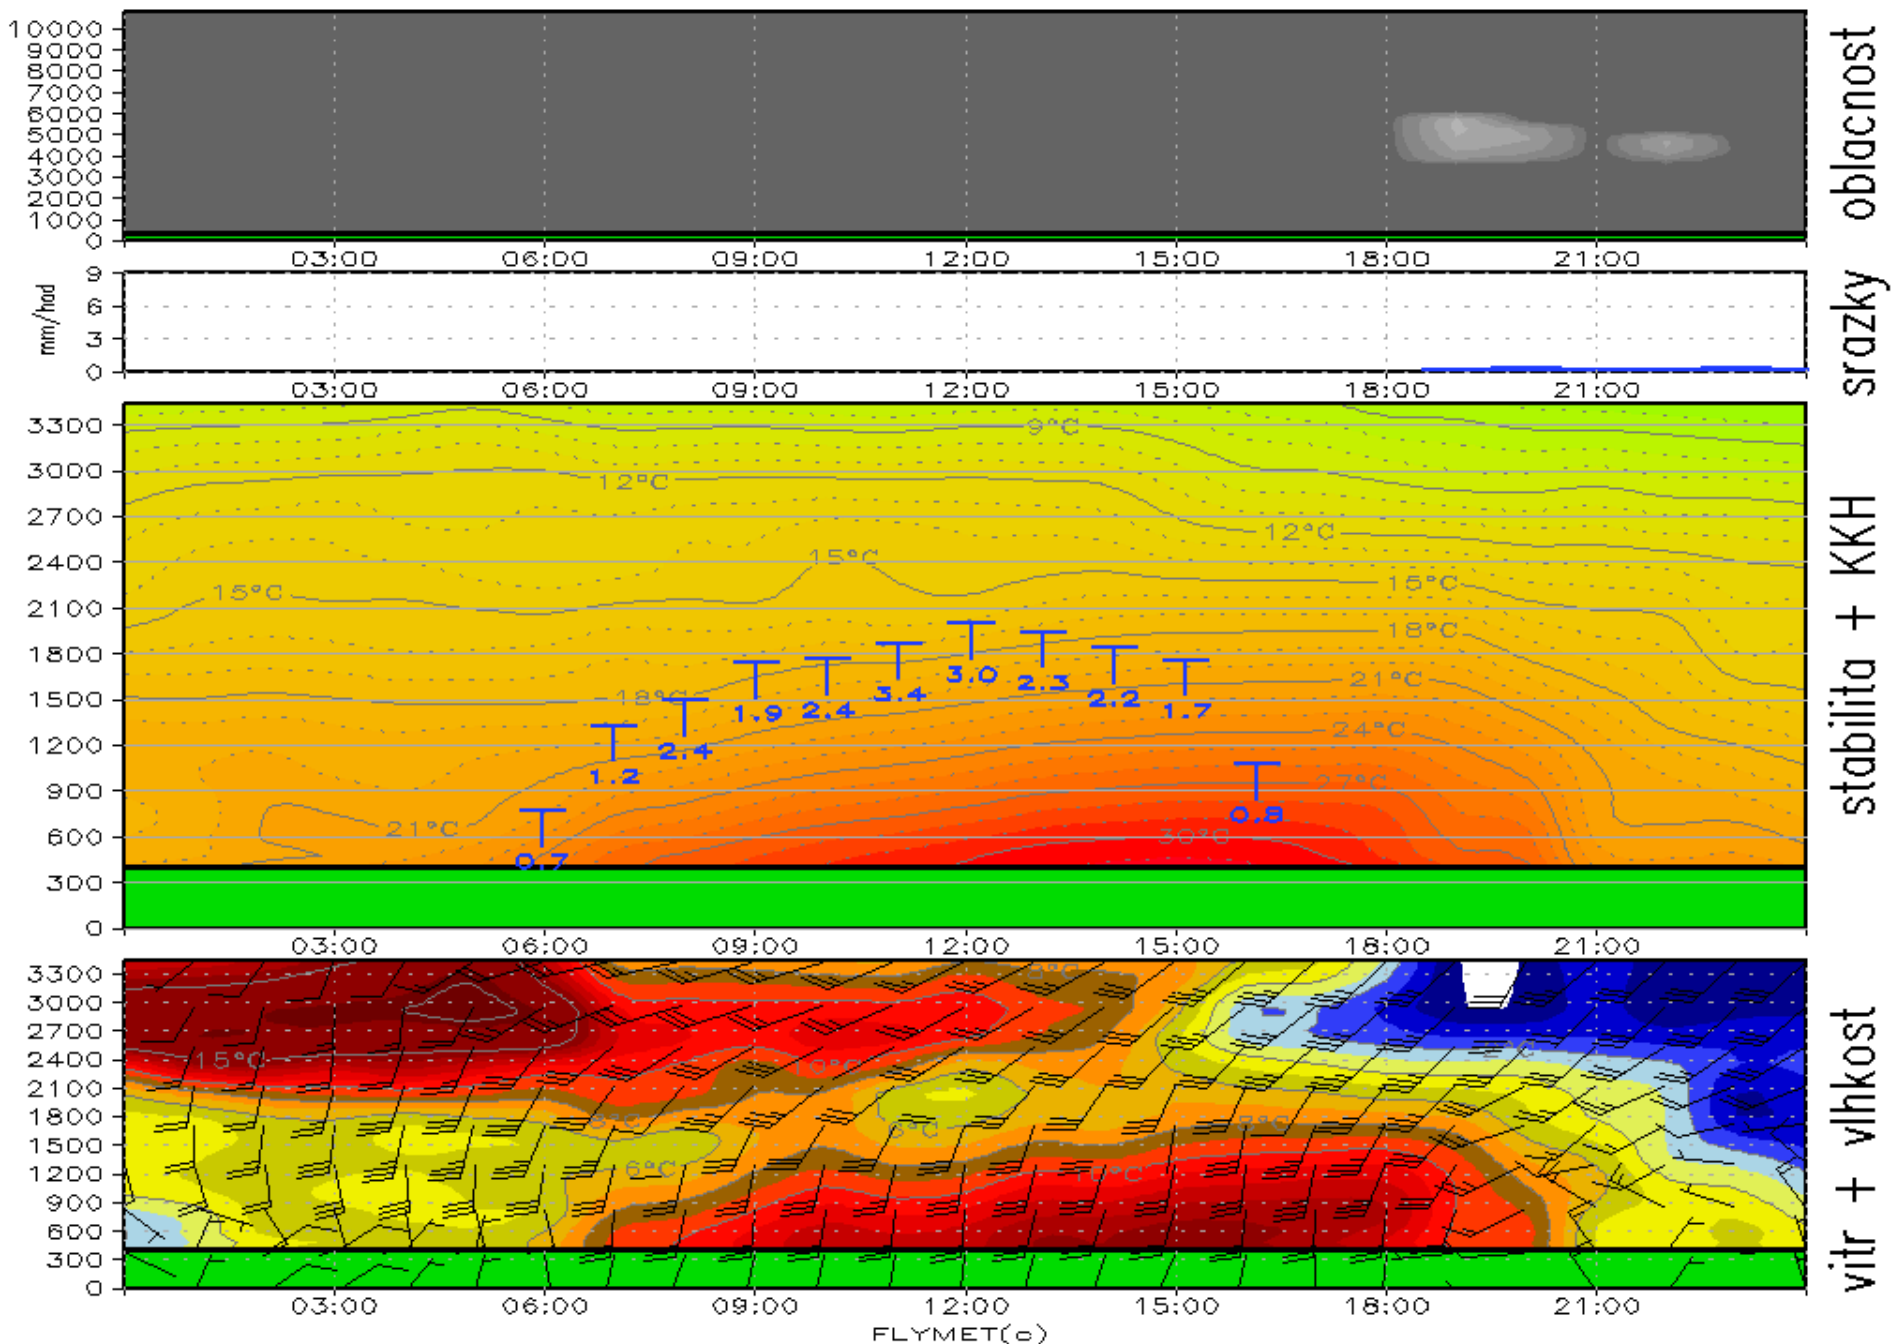 10000
9000
8000
7000
6000
5000
4000
3000
2000
1000
0
03:00 06:00 09:00 12:00 15:00 18:00 21:00
oblacnost
9
6
3
0
mm/hod
03:00 06:00 09:00 12:00 15:00 18:00 21:00
srazky
3300
3000
2700
2400
2100
1800
1500
1200
900
600
300
0
9°C
12°C
12°C
15°C
15°C
15°C
18°C
18°C
21°C
21°C
24°C
27°C
30°C
0.7
1.2
2.4
1.9
2.4
3.4
3.0
2.3
2.2
1.7
0.8
03:00 06:00 09:00 12:00 15:00 18:00 21:00
stabilita + KKH
3300
3000
2700
2400
2100
1800
1500
1200
900
600
300
0
15°C
10°C
8°C
6°C
6°C
8°C
10°C
03:00 06:00 09:00 12:00 15:00 18:00 21:00
vitr + vlhkost
FLYMET(c)